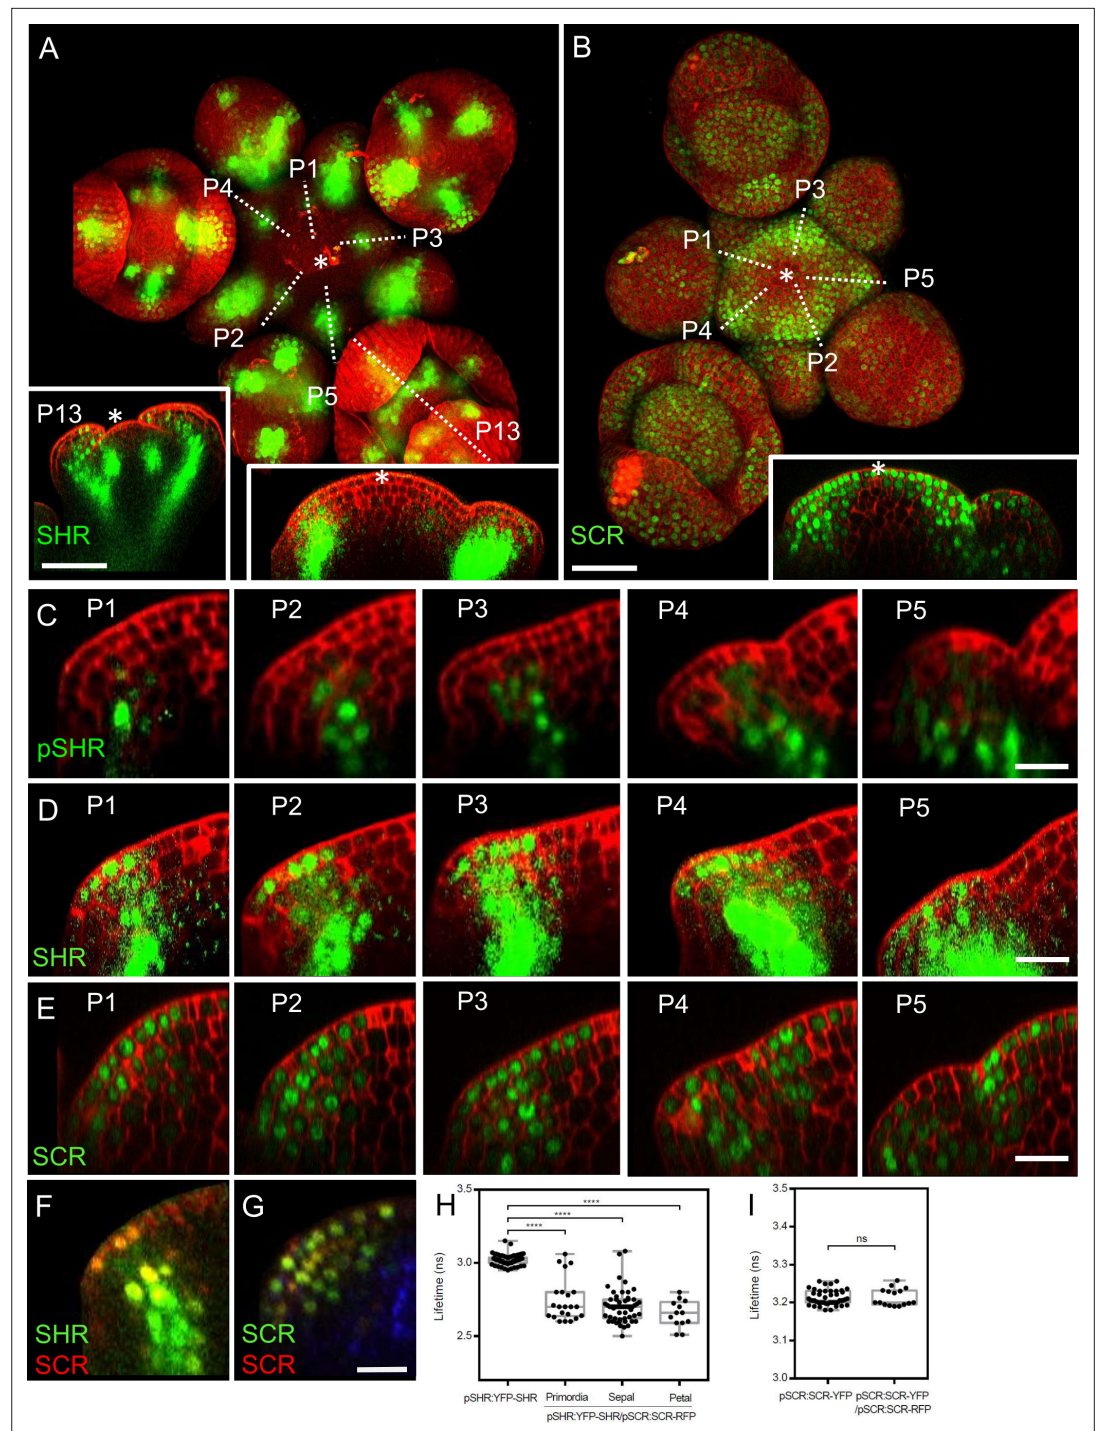 A
P1
P4
P3
*
P2
P5
P13
P13
*
SHR
*
B
P3
P1
*
P5
P4
P2
SCR
*
C
P1
P2
P3
P4
P5
pSHR
D
P1
P2
P3
P4
P5
SHR
E
P1
P2
P3
P4
P5
SCR
F
SHR
SCR
G
SCR
SCR
H
Lifetime (ns)
3.5
3.0
2.5
****
****
****
pSHR:YFP-SHR
Primordia
Sepal
Petal
pSHR:YFP-SHR/pSCR:SCR-RFP
I
Lifetime (ns)
3.5
3.4
3.3
3.2
3.1
3.0
ns
pSCR:SCR-YFP
pSCR:SCR-YFP
/pSCR:SCR-RFP